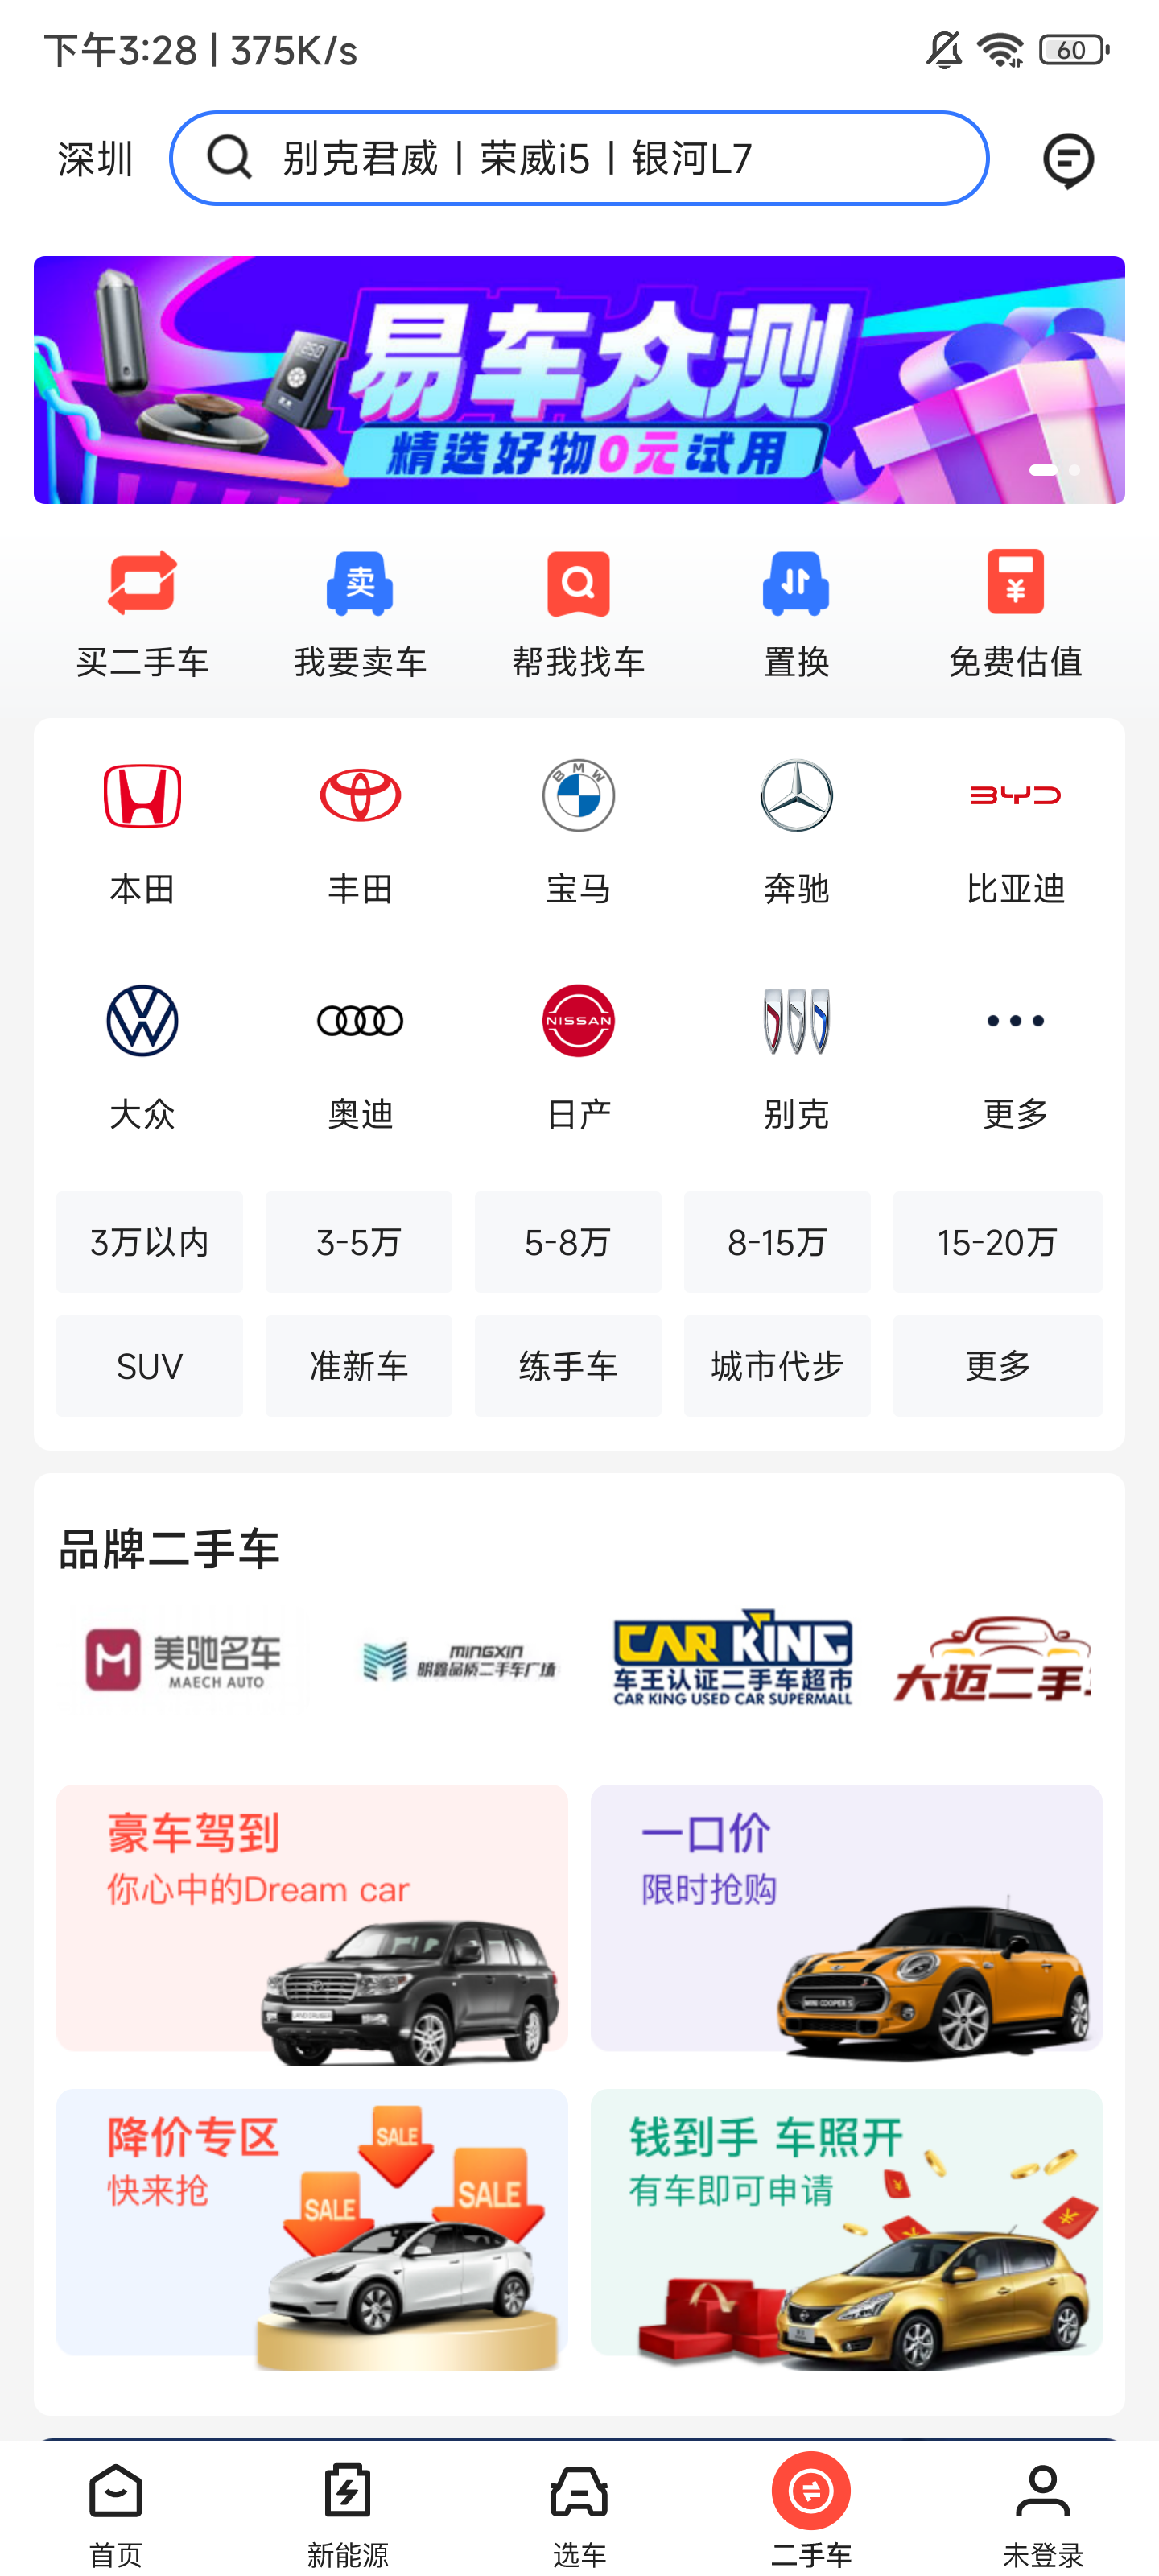 下午3:28 | 375K/s
60
深圳
别克君威丨荣威i5丨银河L7
易车众测
精选好物0元试用
卖
买二手车
我要卖车
帮我找车
置换
免费估值
BMW
BYD
本田
丰田
宝马
奔驰
比亚迪
NISSAN
大众
奥迪
日产
别克
更多
3万以内
3-5万
5-8万
8-15万
15-20万
SUV
准新车
练手车
城市代步
更多
品牌二手车
美驰名车
MAECH AUTO
MINGXIN
明鑫品质二手车广场
CAR KING
车王认证二手车超市
CAR KING USED CAR SUPERMALL
大迈二手
豪车驾到
你心中的Dream car
一口价
限时抢购
MINI COOPER S
降价专区
快来抢
SALE
SALE
SALE
钱到手 车照开
有车即可申请
首页
新能源
选车
二手车
未登录